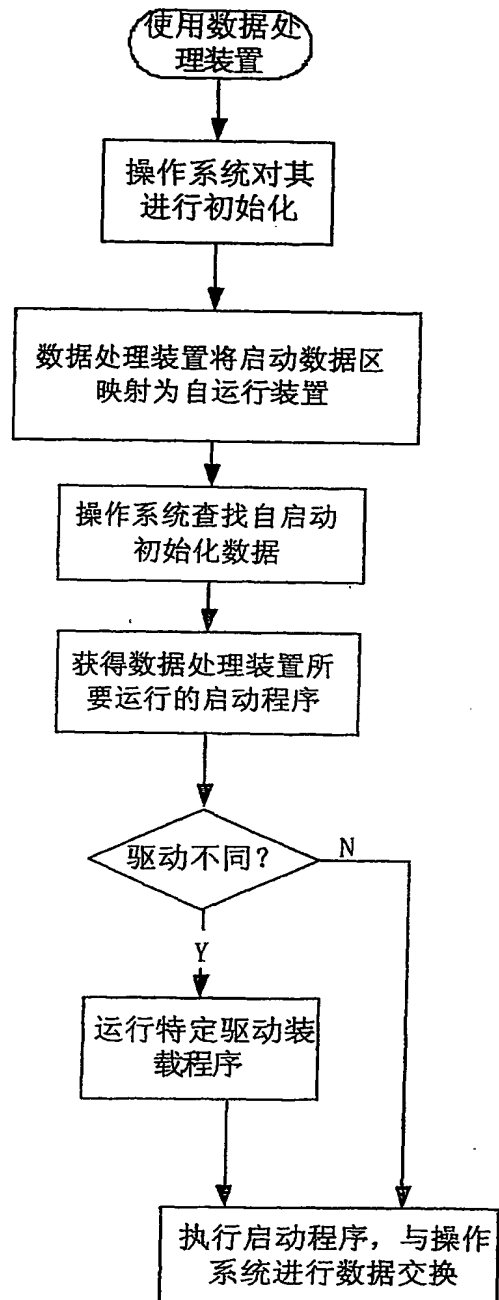 使用数据处
理装置
操作系统对其
进行初始化
数据处理装置将启动数据区
映射为自运行装置
操作系统查找自启动
初始化数据
获得数据处理装置所
要运行的启动程序
驱动不同?
N
Y
运行特定驱动装
载程序
执行启动程序，与操作
系统进行数据交换